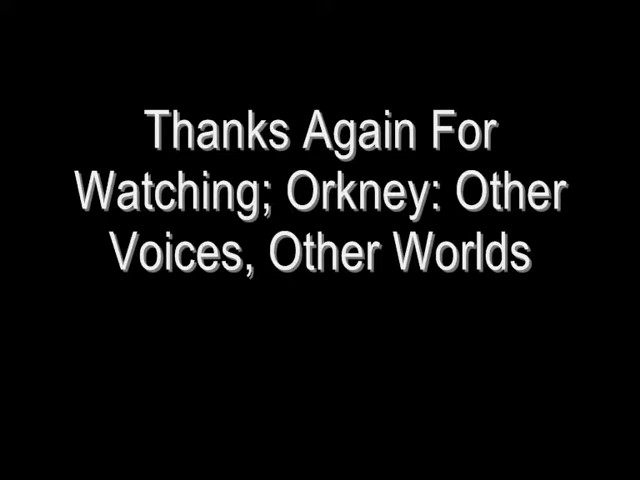 Thanks Again For
Watching; Orkney: Other
Voices, Other Worlds